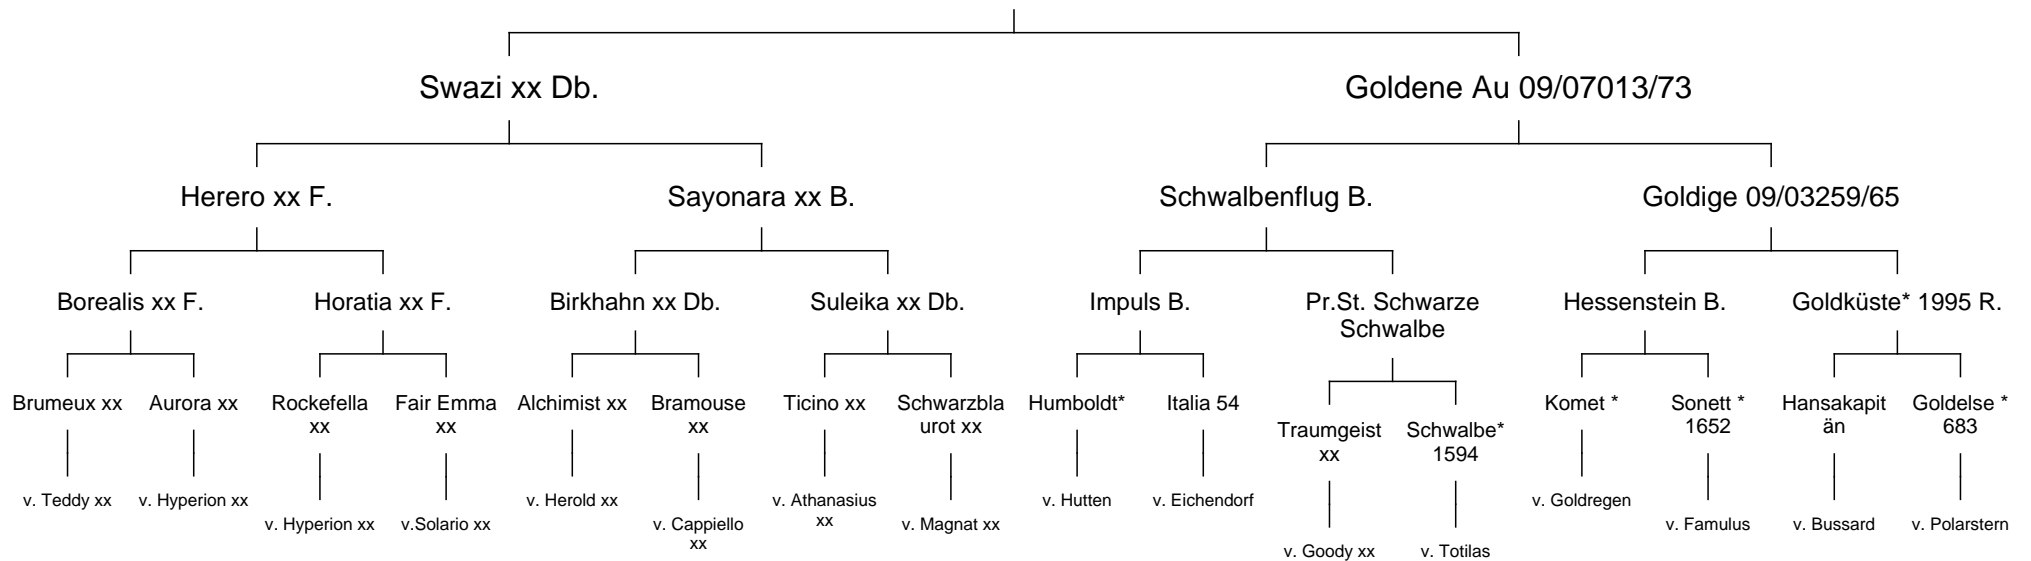 Swazi xx Db.
Goldene Au 09/07013/73
Herero xx F.
Sayonara xx B.
Schwalbenflug B.
Goldige 09/03259/65
Borealis xx F.
Horatia xx F.
Birkhahn xx Db.
Suleika xx Db.
Impuls B.
Pr.St. Schwarze
Schwalbe
Hessenstein B.
Goldküste* 1995 R.
Brumeux xx
Aurora xx
Rockefella
xx
Fair Emma
xx
Alchimist xx
Bramouse
xx
Ticino xx
Schwarzbla
urot xx
Humboldt*
Italia 54
Traumgeist
xx
Schwalbe*
1594
Komet *
Sonett *
1652
Hansakapit
än
Goldelse *
683
v. Teddy xx
v. Hyperion xx
v. Hyperion xx
v.Solario xx
v. Herold xx
v. Cappiello
xx
v. Athanasius
xx
v. Magnat xx
v. Hutten
v. Eichendorf
v. Goody xx
v. Totilas
v. Goldregen
v. Famulus
v. Bussard
v. Polarstern